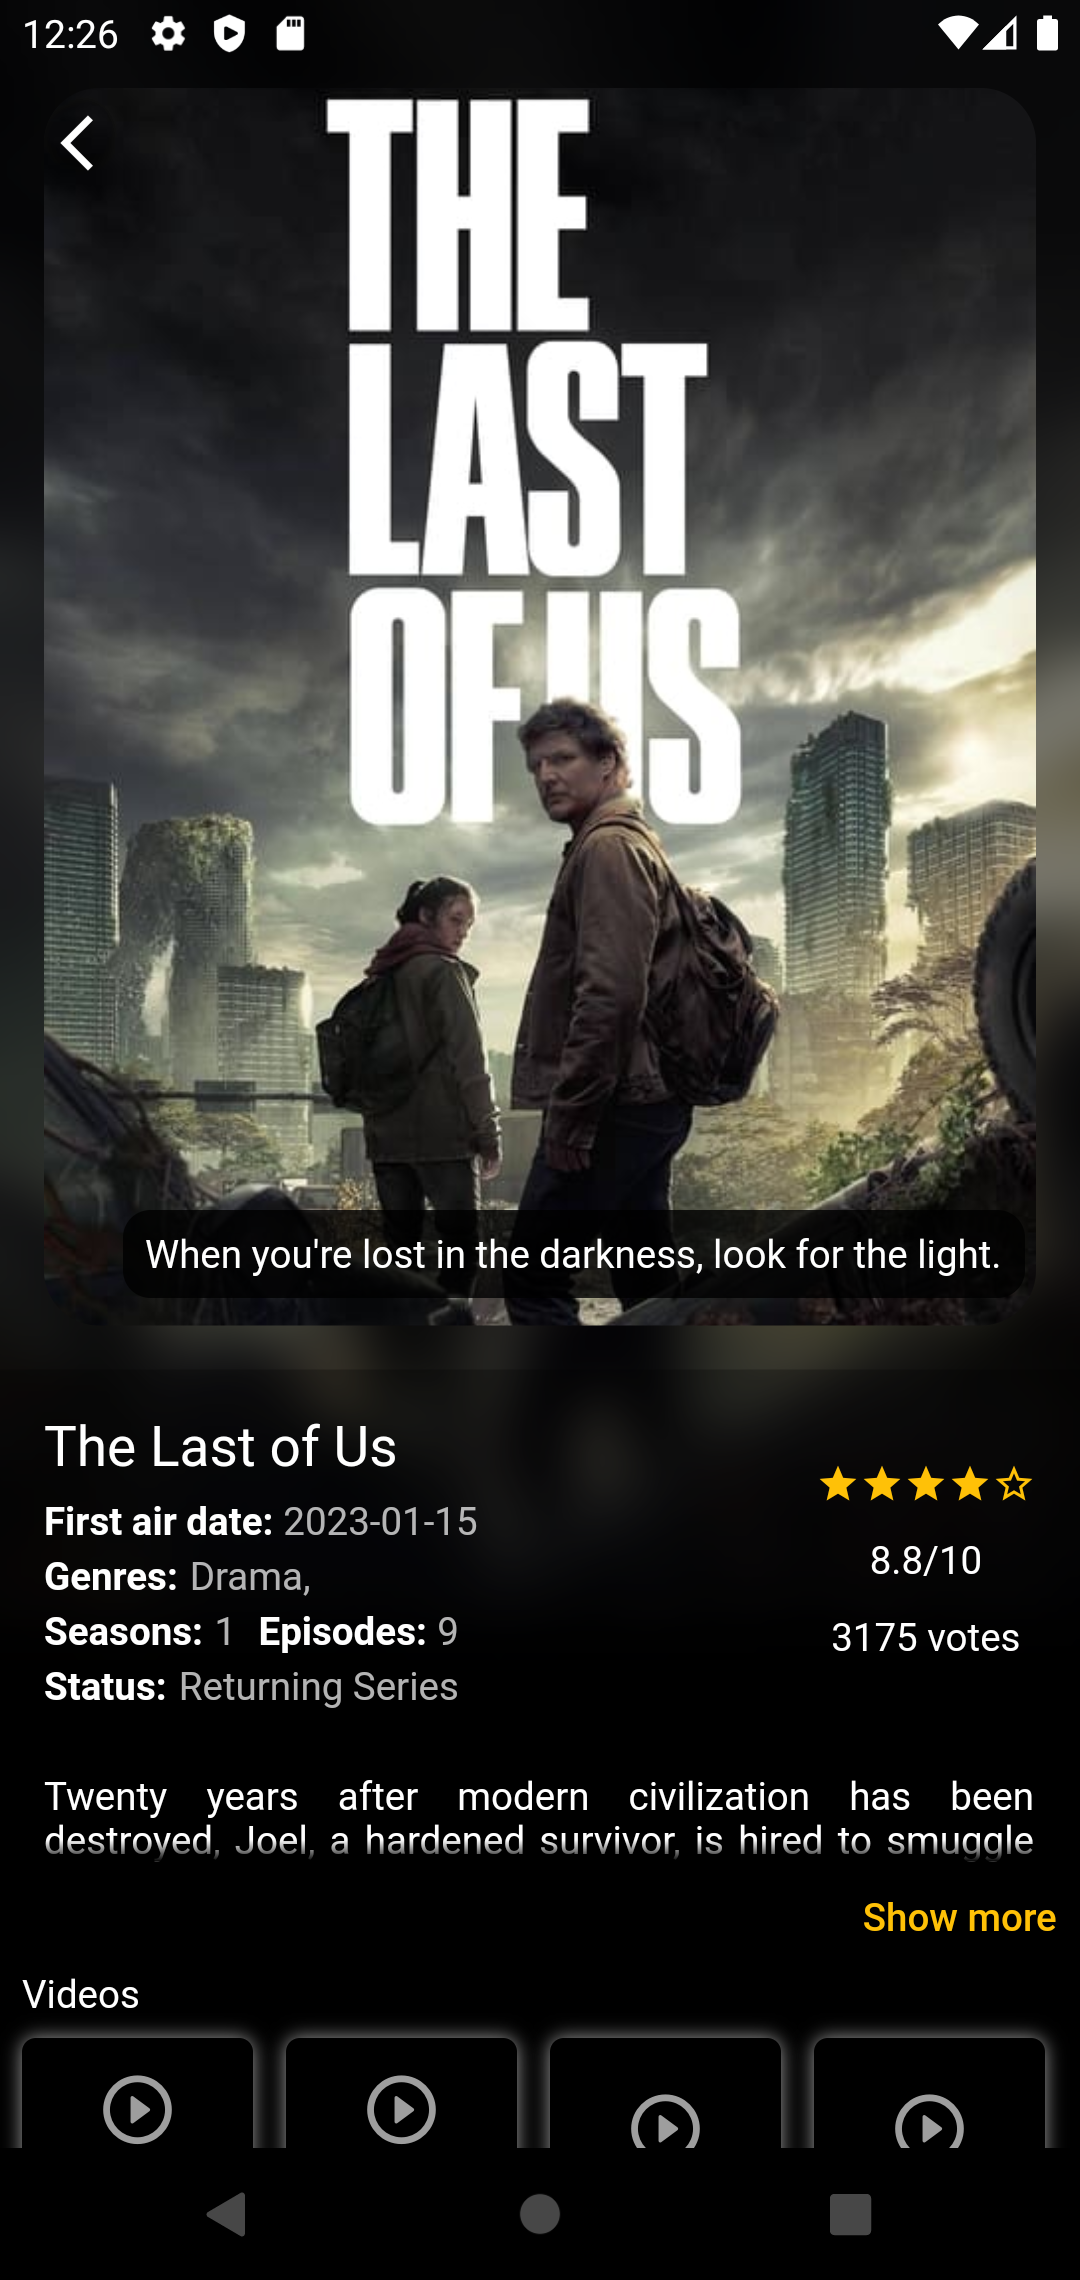 12:26
THE
LAST
OF US
When you're lost in the darkness, look for the light.
The Last of Us
First air date: 2023-01-15
Genres: Drama,
Seasons: 1 Episodes: 9
Status: Returning Series
8.8/10
3175 votes
Twenty years after modern civilization has been
destroyed, Joel, a hardened survivor, is hired to smuggle
Show more
Videos